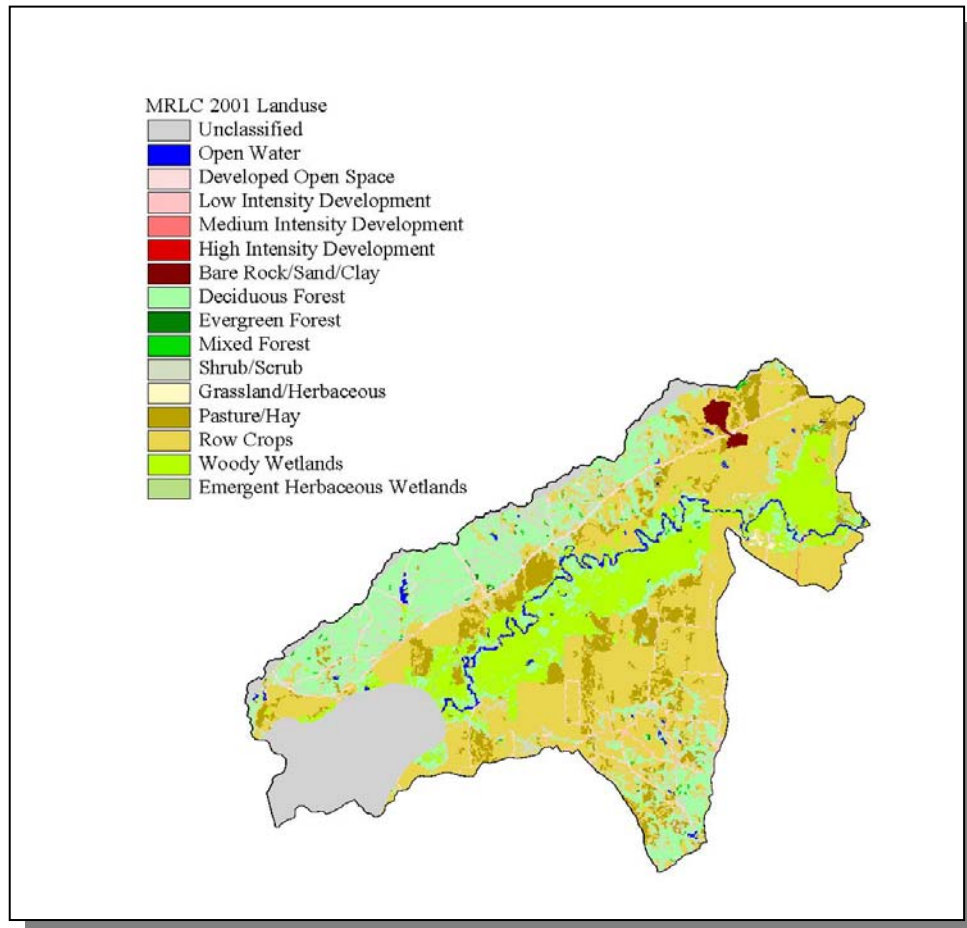 MRLC 2001 Landuse
Unclassified
Open Water
Developed Open Space
Low Intensity Development
Medium Intensity Development
High Intensity Development
Bare Rock/Sand/Clay
Deciduous Forest
Evergreen Forest
Mixed Forest
Shrub/Scrub
Grassland/Herbaceous
Pasture/Hay
Row Crops
Woody Wetlands
Emergent Herbaceous Wetlands